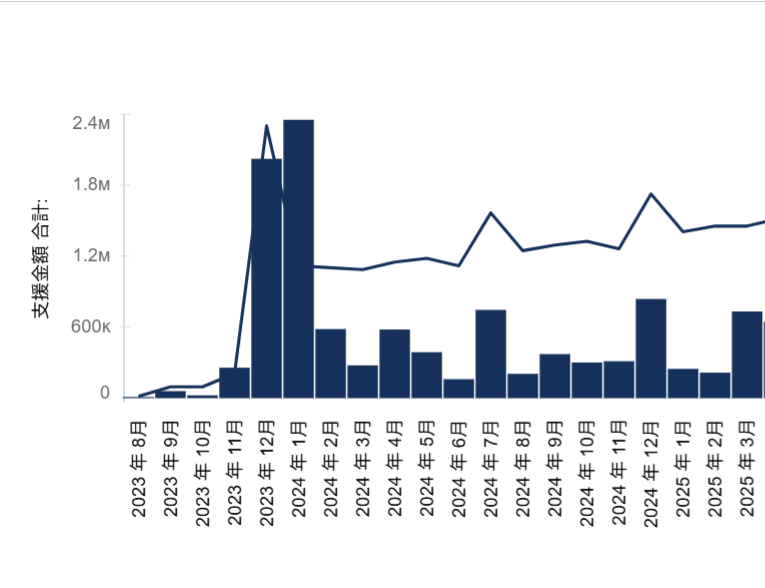 支援金額 合計:
2.4M
1.8M
1.2M
600K
0
2023 年 8月
2023 年 9月
2023 年 10月
2023 年 11月
2023 年 12月
2024 年 1月
2024 年 2月
2024 年 3月
2024 年 4月
2024 年 5月
2024 年 6月
2024 年 7月
2024 年 8月
2024 年 9月
2024 年 10月
2024 年 11月
2024 年 12月
2025 年 1月
2025 年 2月
2025 年 3月